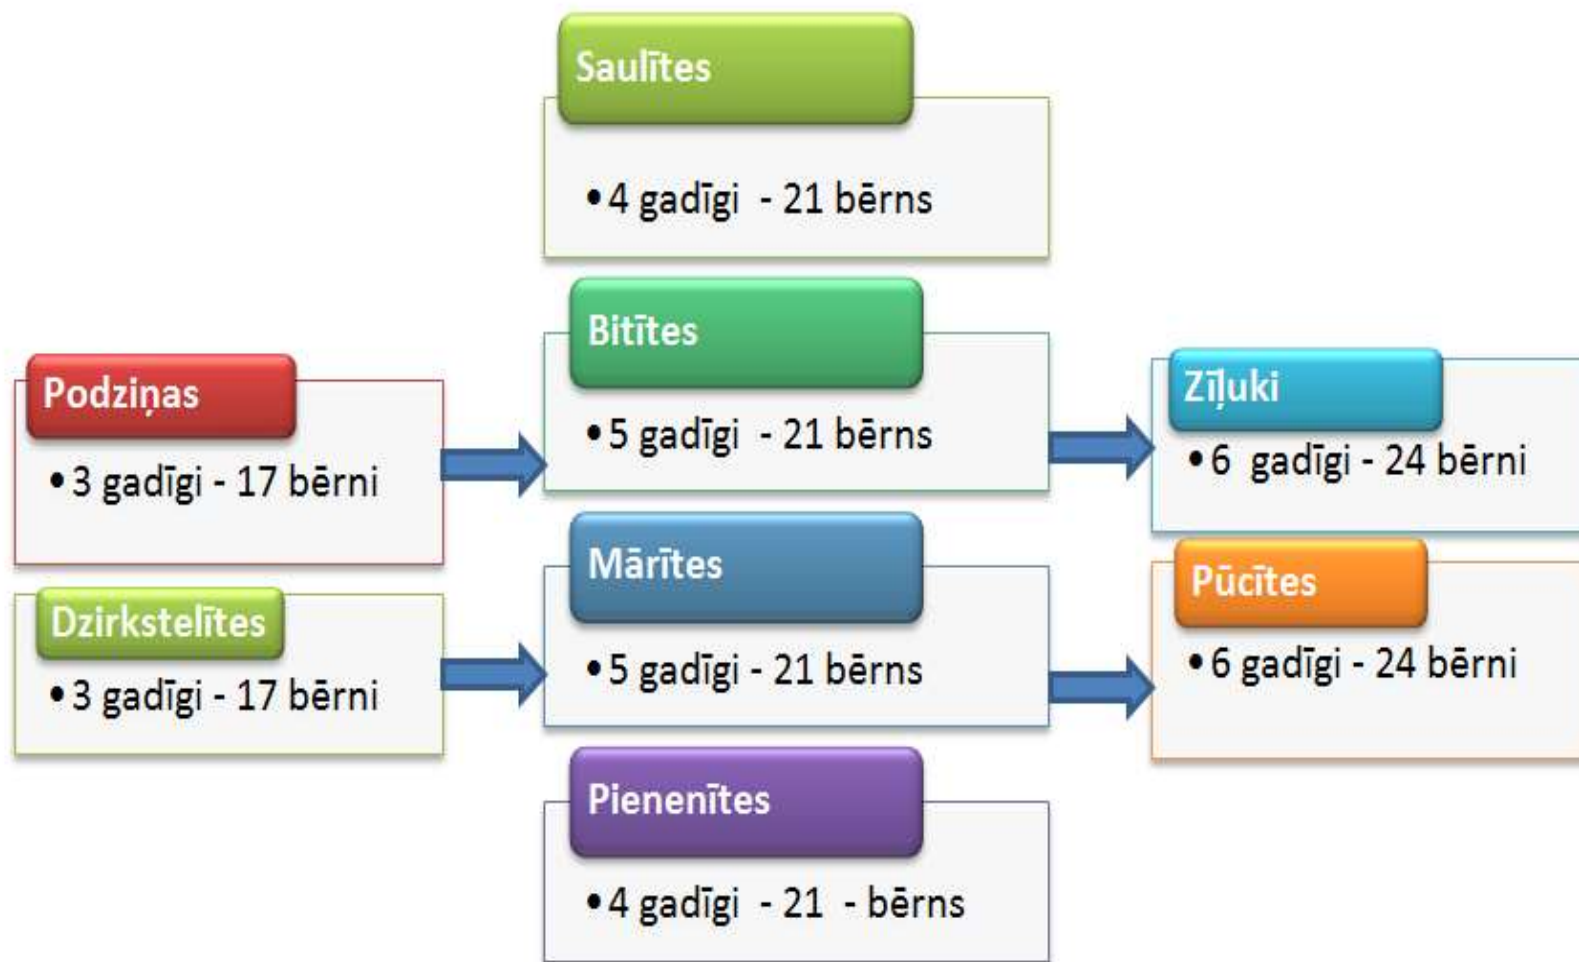 Saulītes
•4 gadīgi  - 21 bērns
Podziņas
•3 gadīgi - 17 bērni
Dzirkstelītes
•3 gadīgi - 17 bērni
Bitītes
•5 gadīgi  - 21 bērns
Mārītes
•5 gadīgi - 21 bērns
Pienenītes
•4 gadīgi  - 21  - bērns
Zīļuki
•6  gadīgi - 24 bērni
Pūcītes
•6 gadīgi - 24 bērni